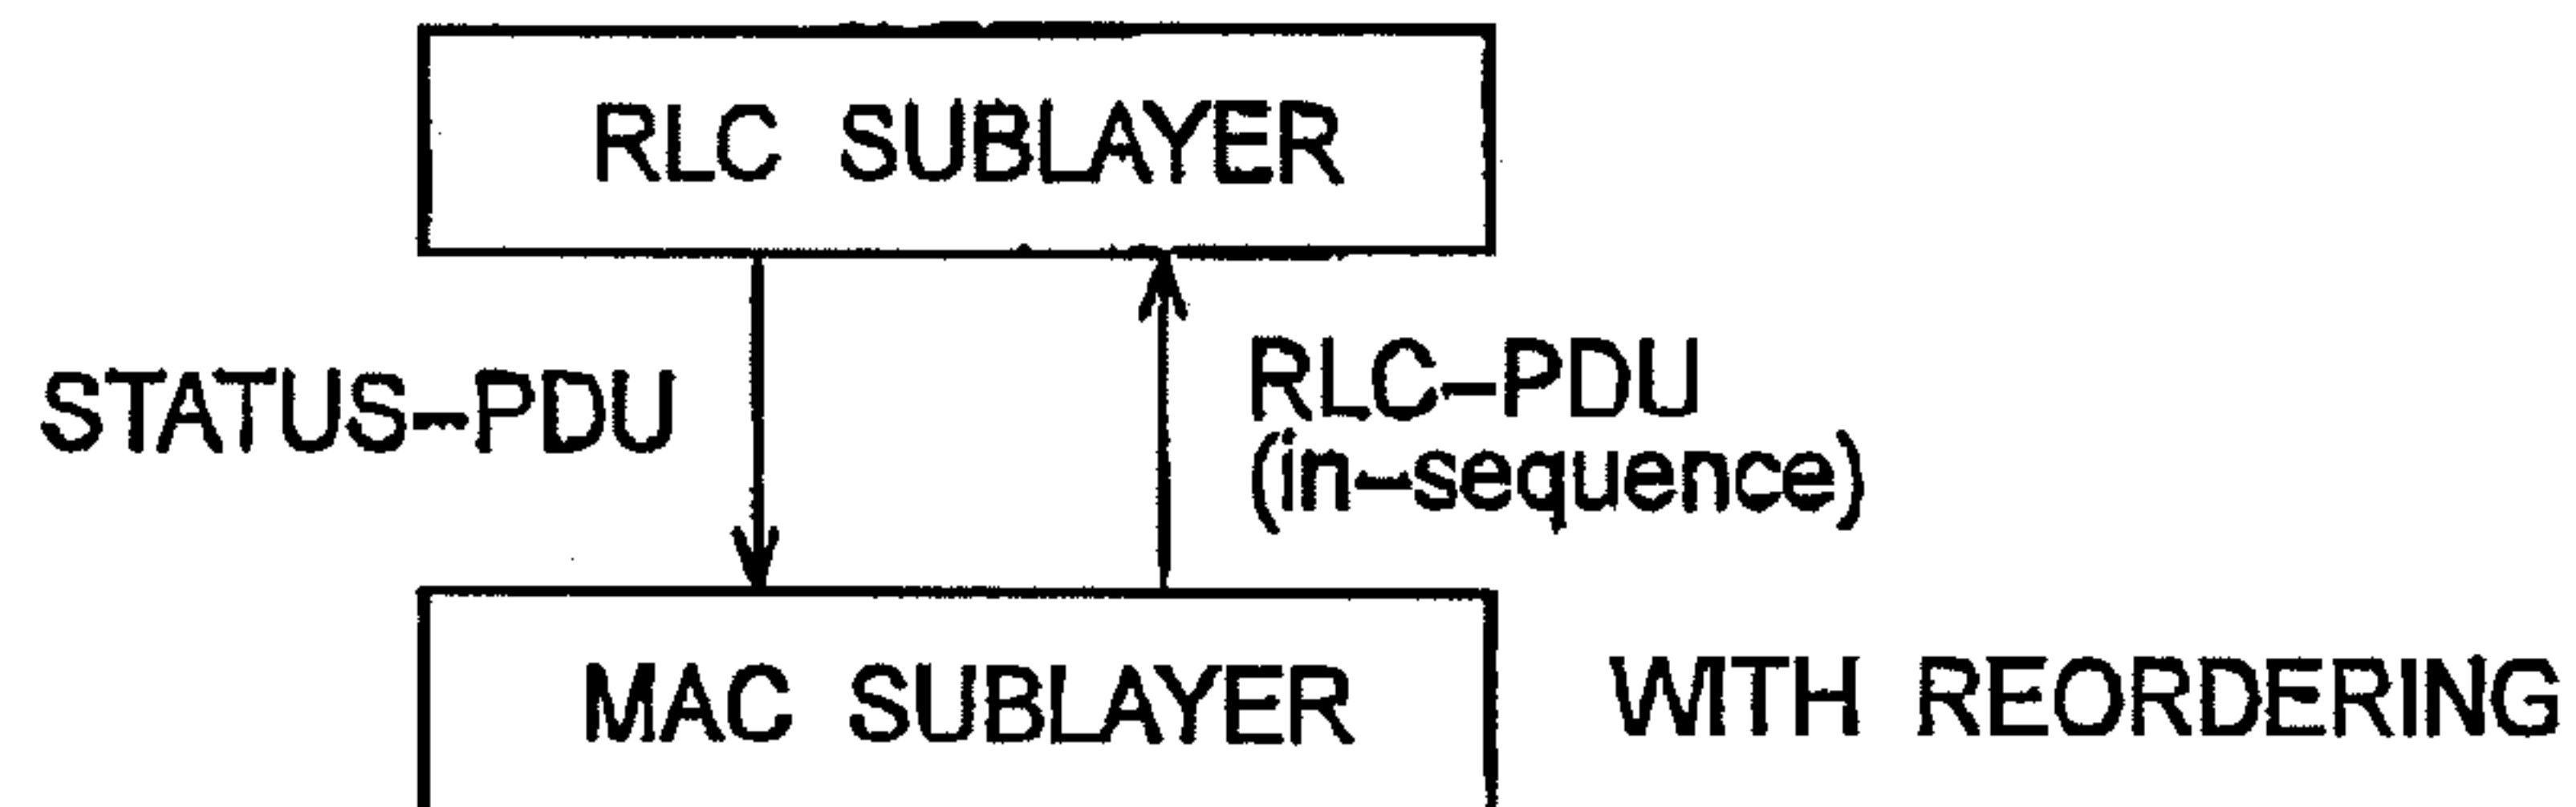 RLC SUBLAYER
STATUS-PDU
RLC-PDU
(in-sequence)
MAC SUBLAYER
WITH REORDERING